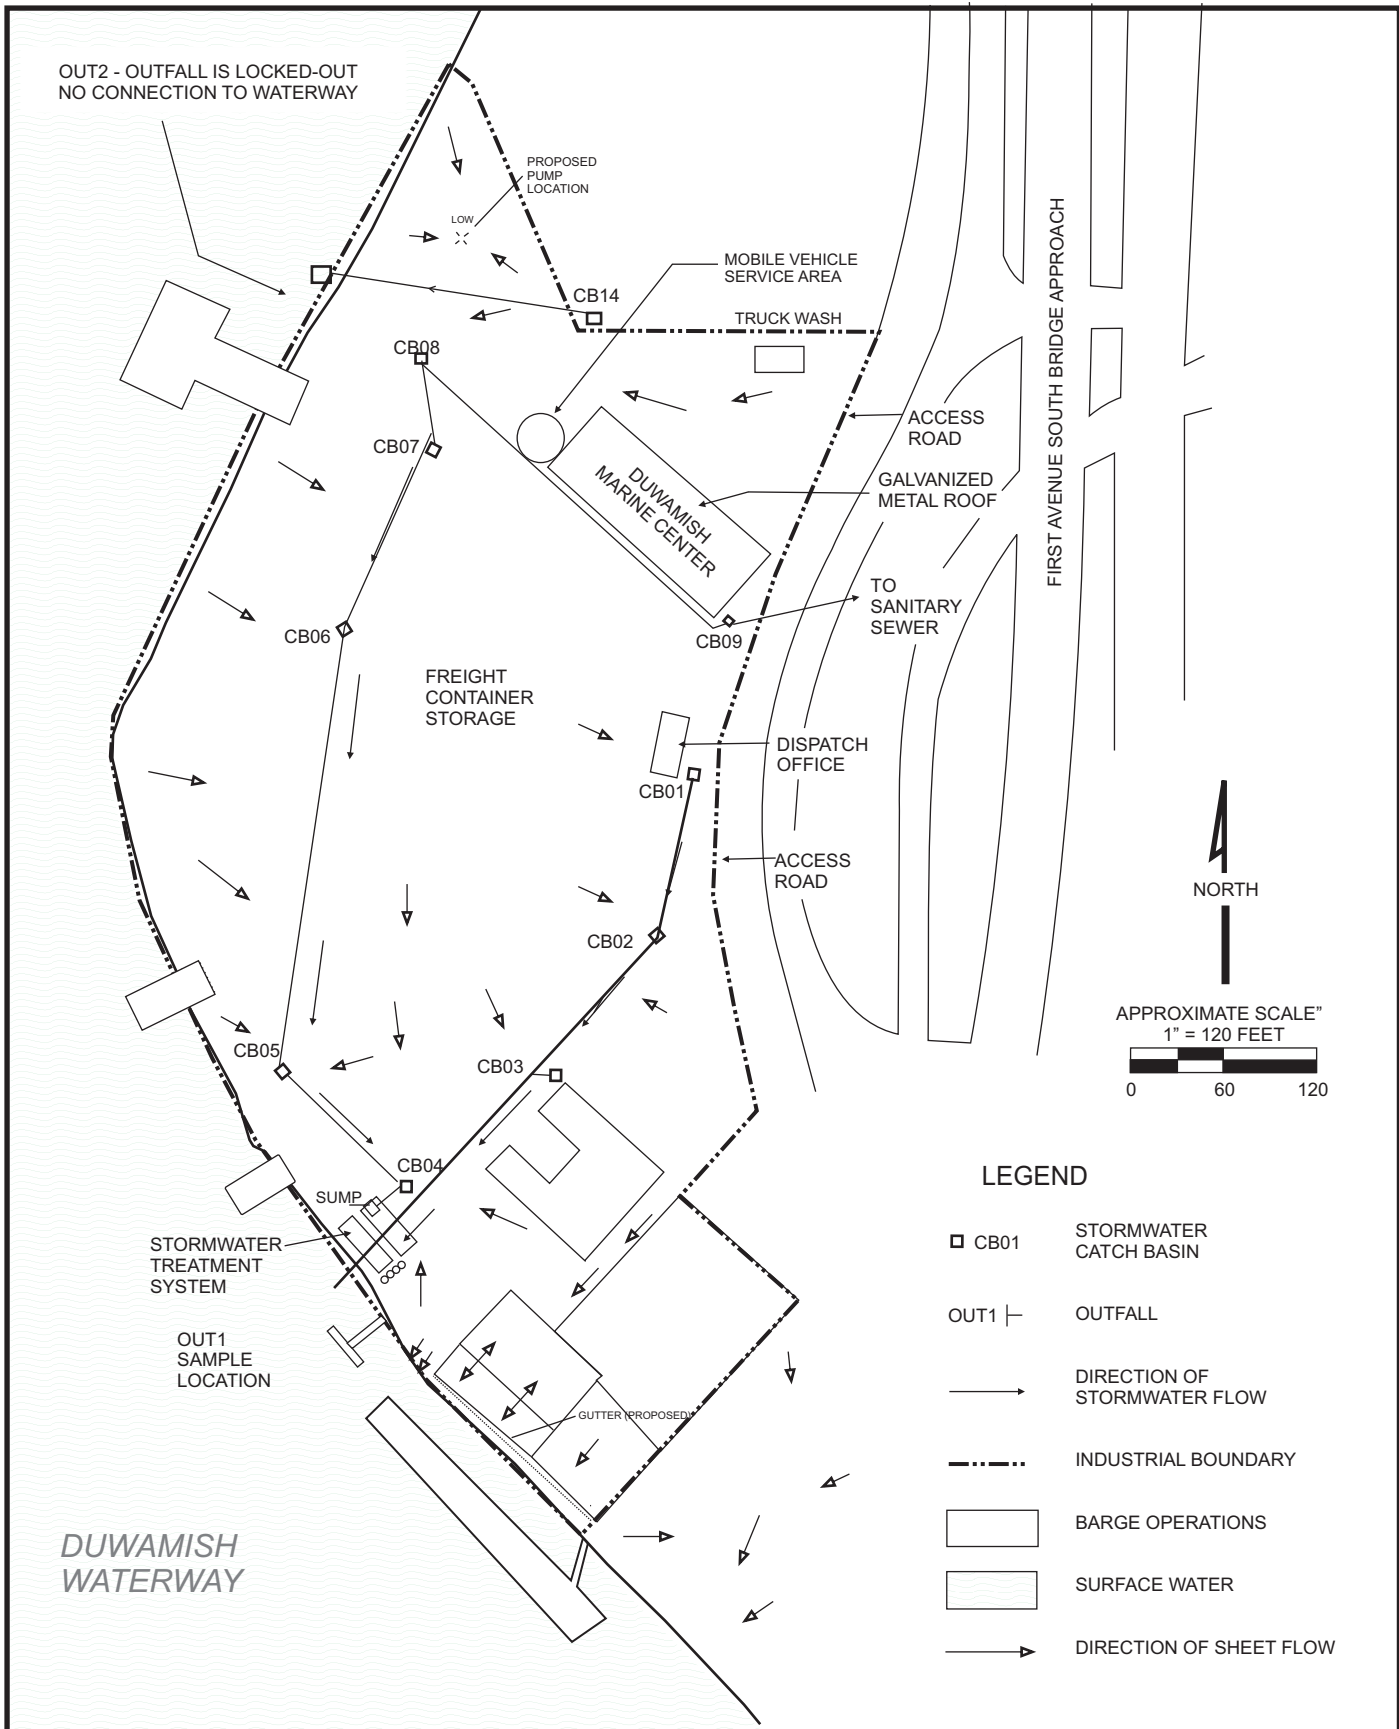 OUT2 - OUTFALL IS LOCKED-OUT
NO CONNECTION TO WATERWAY
PROPOSED
PUMP
LOCATION
LOW
MOBILE VEHICLE
SERVICE AREA
CB14
TRUCK WASH
CB08
CB07
ACCESS
ROAD
FIRST AVENUE SOUTH BRIDGE APPROACH
GALVANIZED
METAL ROOF
DUWAMISH
MARINE CENTER
TO
SANITARY
SEWER
CB09
CB06
FREIGHT
CONTAINER
STORAGE
DISPATCH
OFFICE
CB01
ACCESS
ROAD
NORTH
CB02
APPROXIMATE SCALE”
1” = 120 FEET
0 60 120
CB05
CB03
CB04
SUMP
STORMWATER
TREATMENT
SYSTEM
OUT1
SAMPLE
LOCATION
GUTTER (PROPOSED)
DUWAMISH
WATERWAY
LEGEND
CB01
STORMWATER
CATCH BASIN
OUT1
OUTFALL
DIRECTION OF
STORMWATER FLOW
INDUSTRIAL BOUNDARY
BARGE OPERATIONS
SURFACE WATER
DIRECTION OF SHEET FLOW